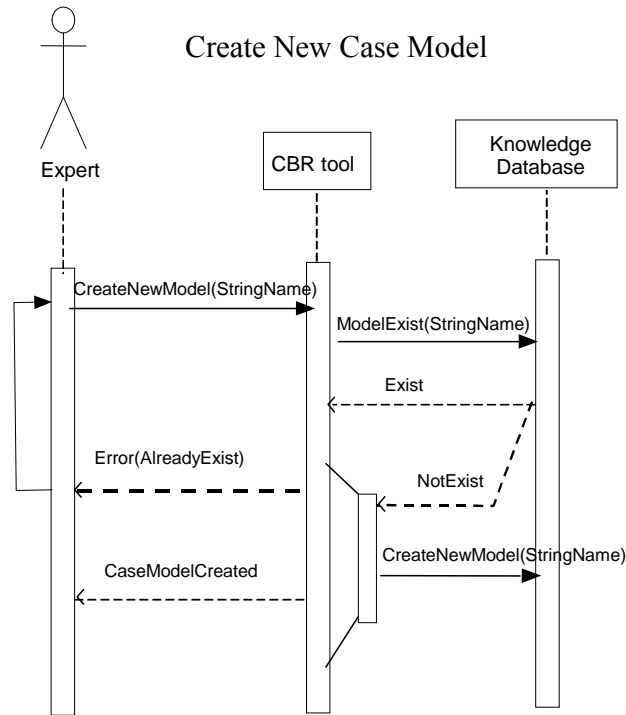 Create New Case Model
Expert
CBR tool
Knowledge
Database
CreateNewModel(StringName)
ModelExist(StringName)
Exist
Error(AlreadyExist)
NotExist
CreateNewModel(StringName)
CaseModelCreated